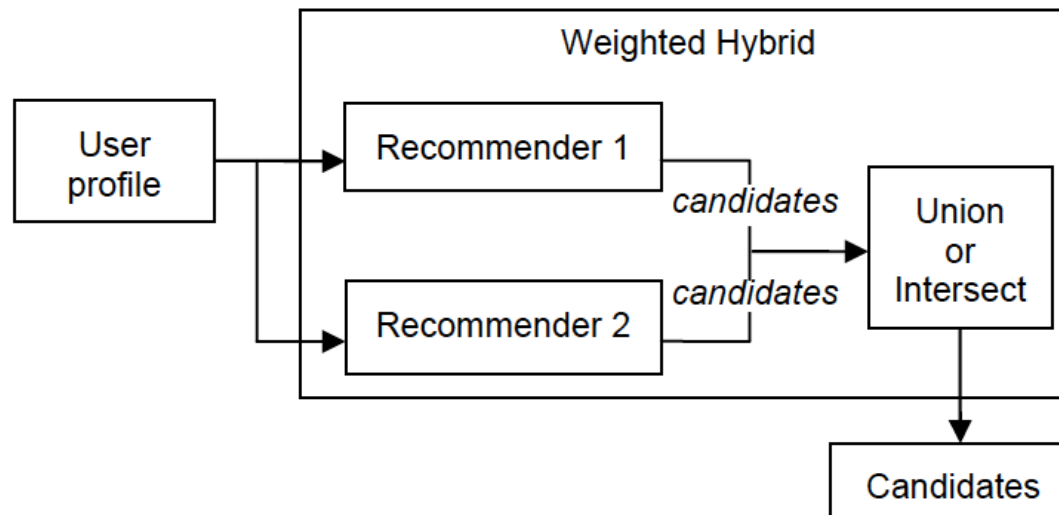 Weighted Hybrid
User
profile
Recommender 1
candidates
Union
or
Intersect
candidates
Recommender 2
Candidates